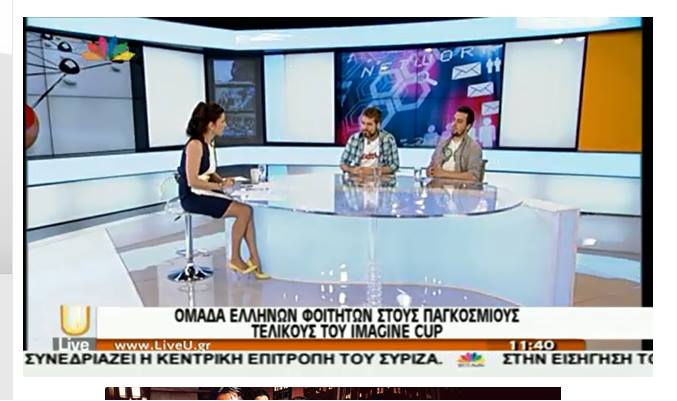 NETWORK
ΟΜΑΔΑ ΕΛΛΗΝΩΝ ΦΟΙΤΗΤΩΝ ΣΤΟΥΣ ΠΑΓΚΟΣΜΙΟΥΣ
ΤΕΛΙΚΟΥΣ ΤΟΥ IMAGINE CUP
U
Live
www.LiveU.gr
11:40
ΣΥΝΕΔΡΙΑΖΕΙ Η ΚΕΝΤΡΙΚΗ ΕΠΙΤΡΟΠΗ ΤΟΥ ΣΥΡΙΖΑ. ΣΤΗΝ ΕΙΣΗΓΗΣΗ ΤΟ